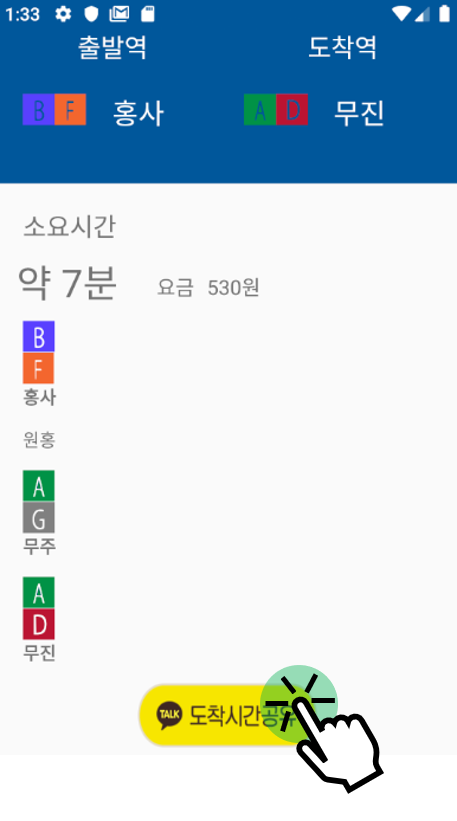 1:33
출발역 도착역
B F 홍사 A D 무진
소요시간
약 7분 요금 530원
B
F
홍사
원홍
A
G
무주
A
D
무진
TALK 도착시간공유